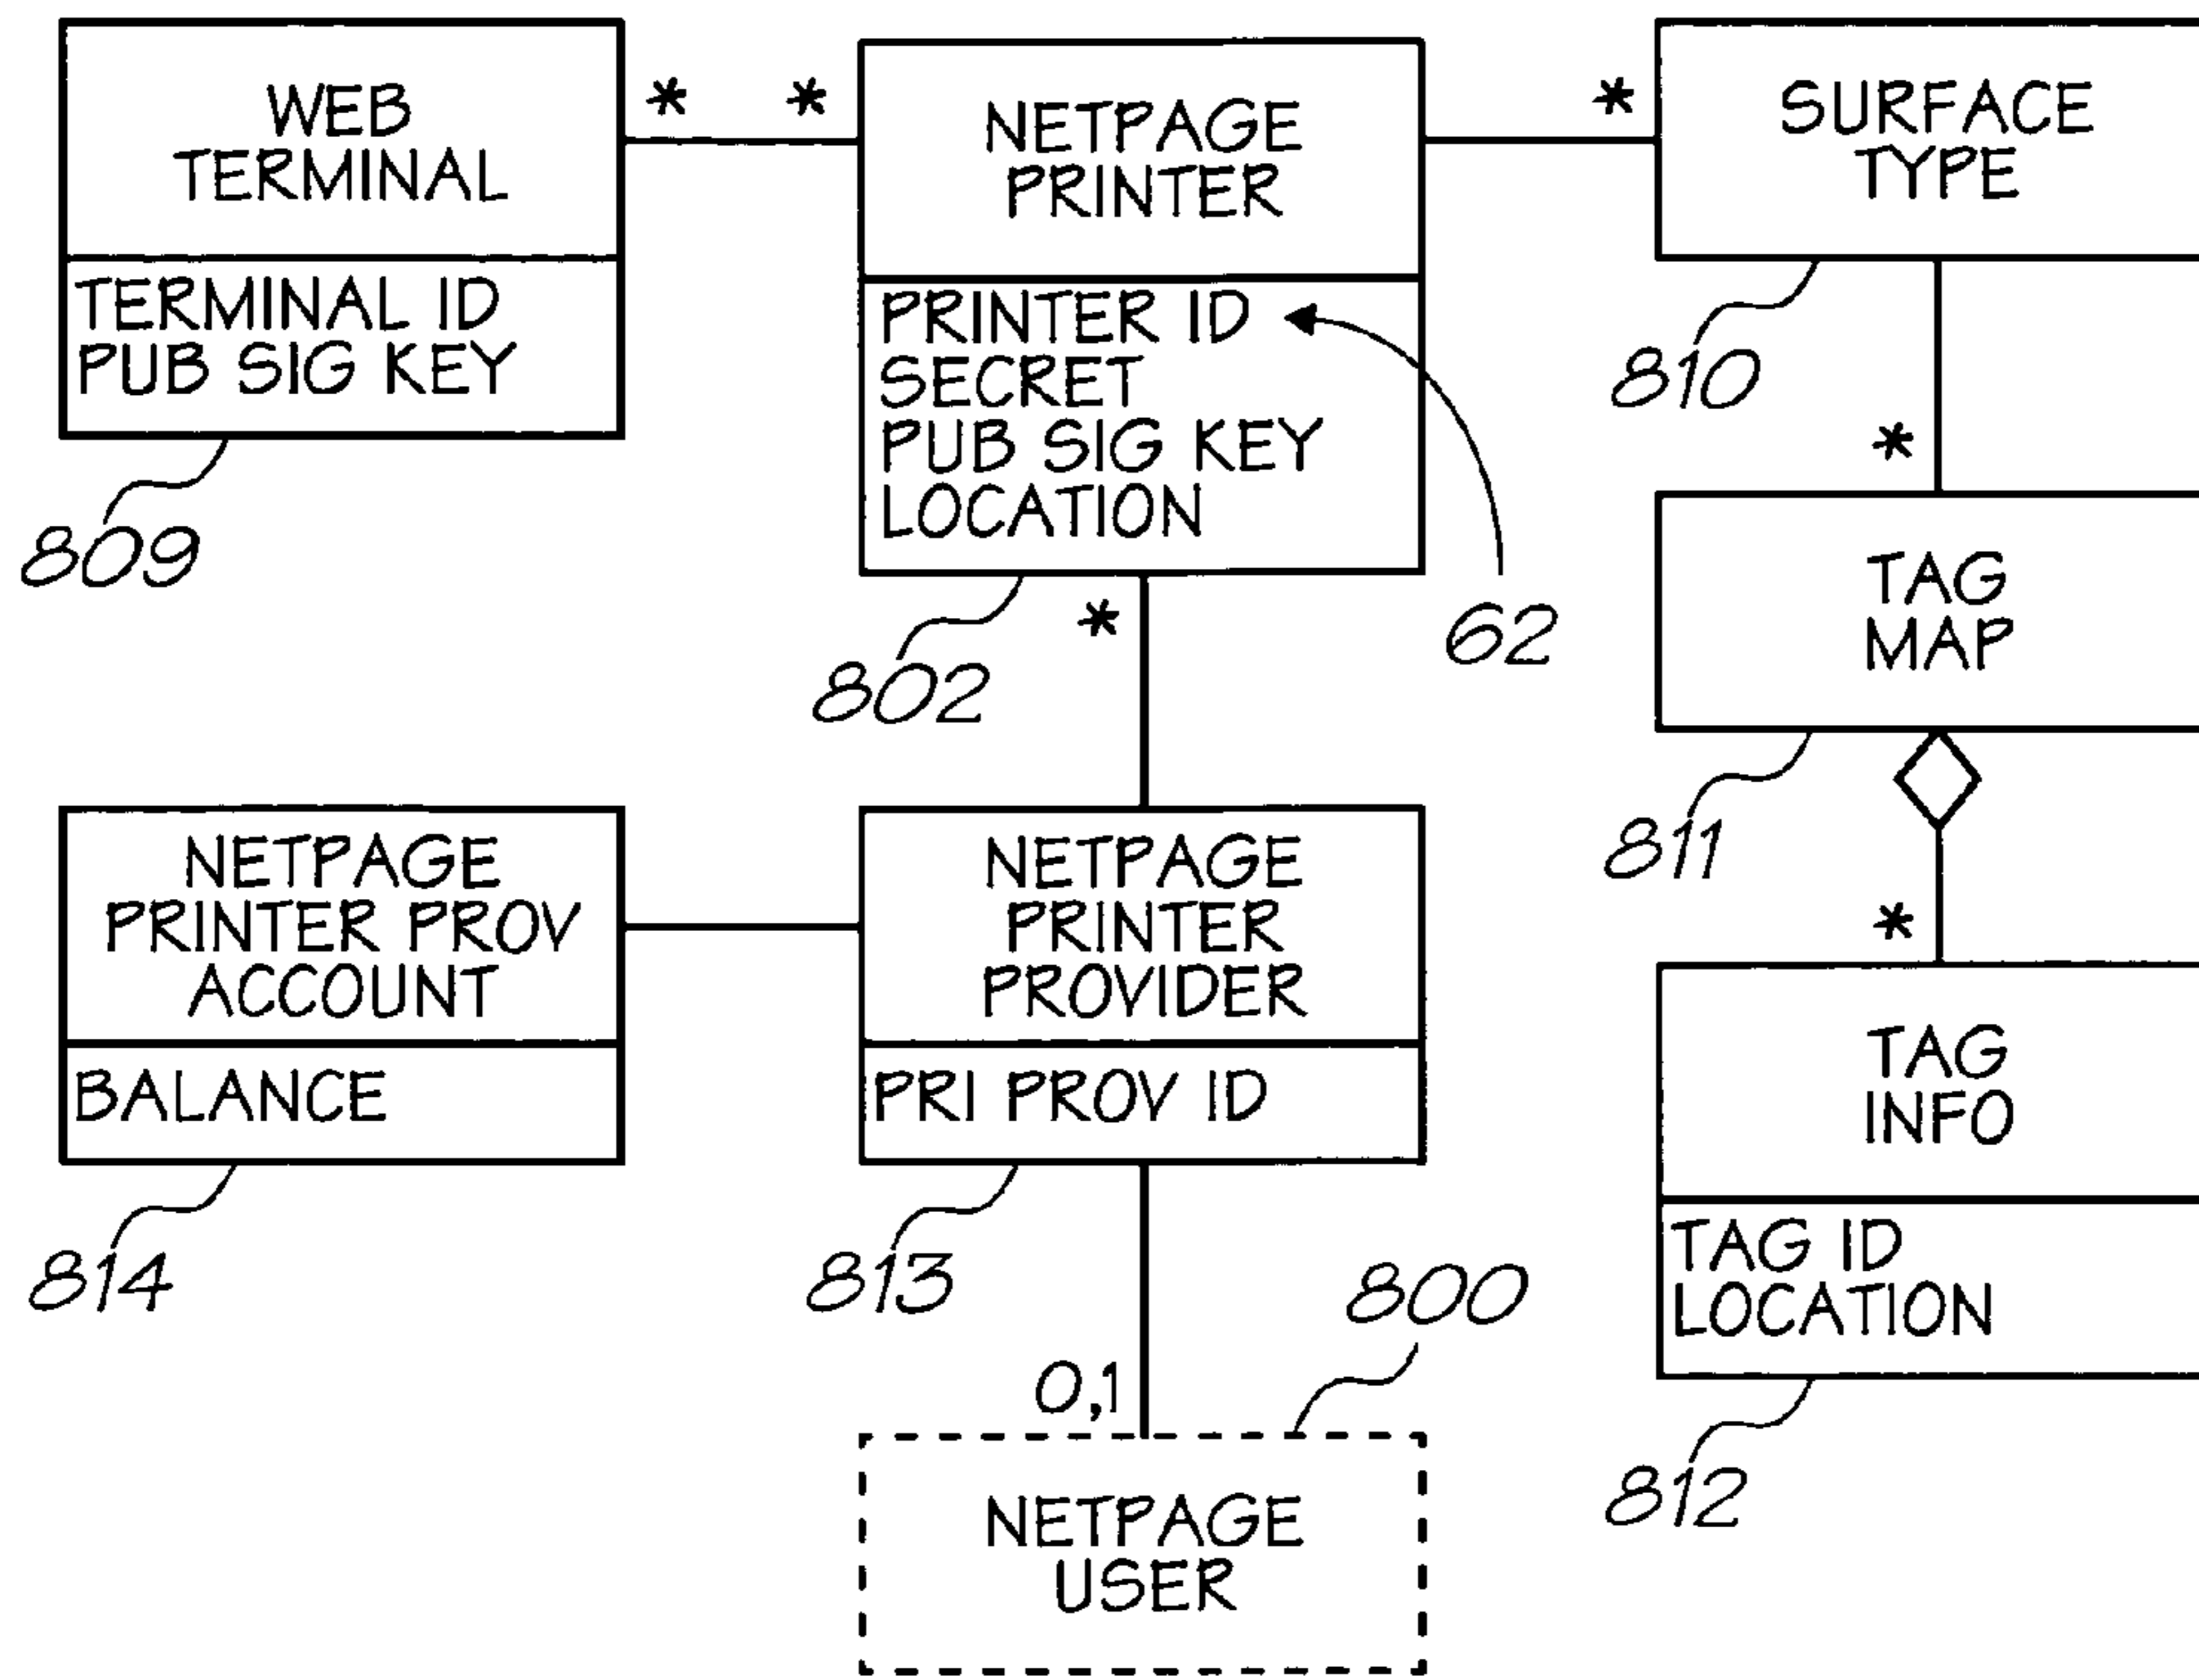 WEB
TERMINAL
TERMINAL ID
PUB SIG KEY
809
*
*
NETPAGE
PRINTER
PRINTER ID
SECRET
PUB SIG KEY
LOCATION
62
802
*
*
SURFACE
TYPE
810
*
TAG
MAP
811
*
TAG
INFO
TAG ID
LOCATION
812
NETPAGE
PRINTER PROV
ACCOUNT
BALANCE
814
NETPAGE
PRINTER
PROVIDER
PRI PROV ID
813
800
0,1
NETPAGE
USER